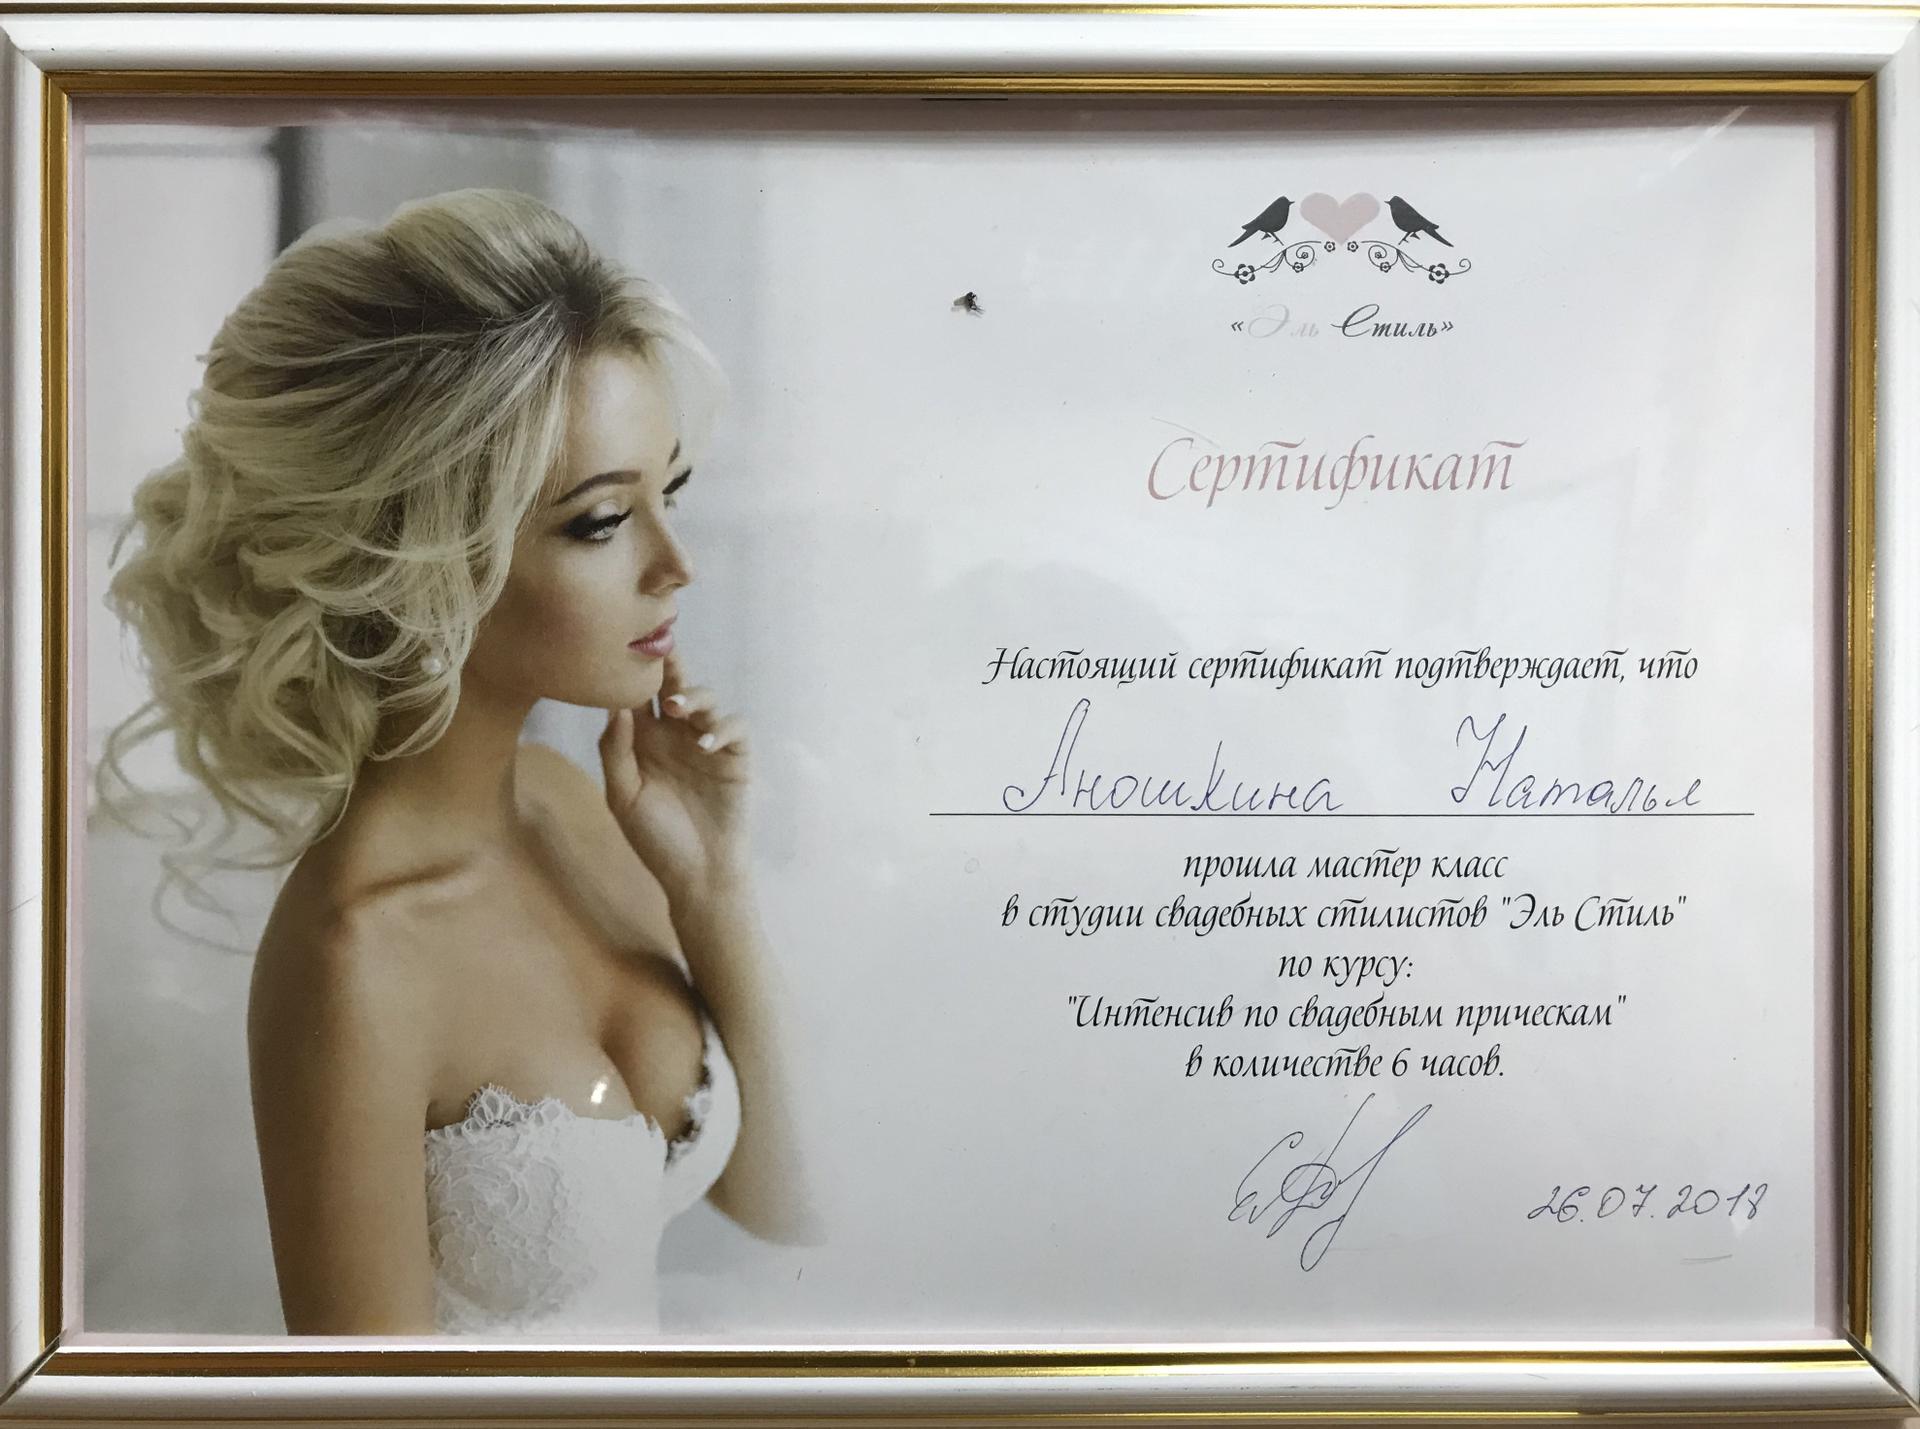 «Эль Стиль»
Сертификат
Настоящий сертификат подтверждает, что
Аношкина Наталья
прошла мастер класс
в студии свадебных стилистов "Эль Стиль"
по курсу:
"Интенсив по свадебным прическам"
в количестве 6 часов.
26.07.2018